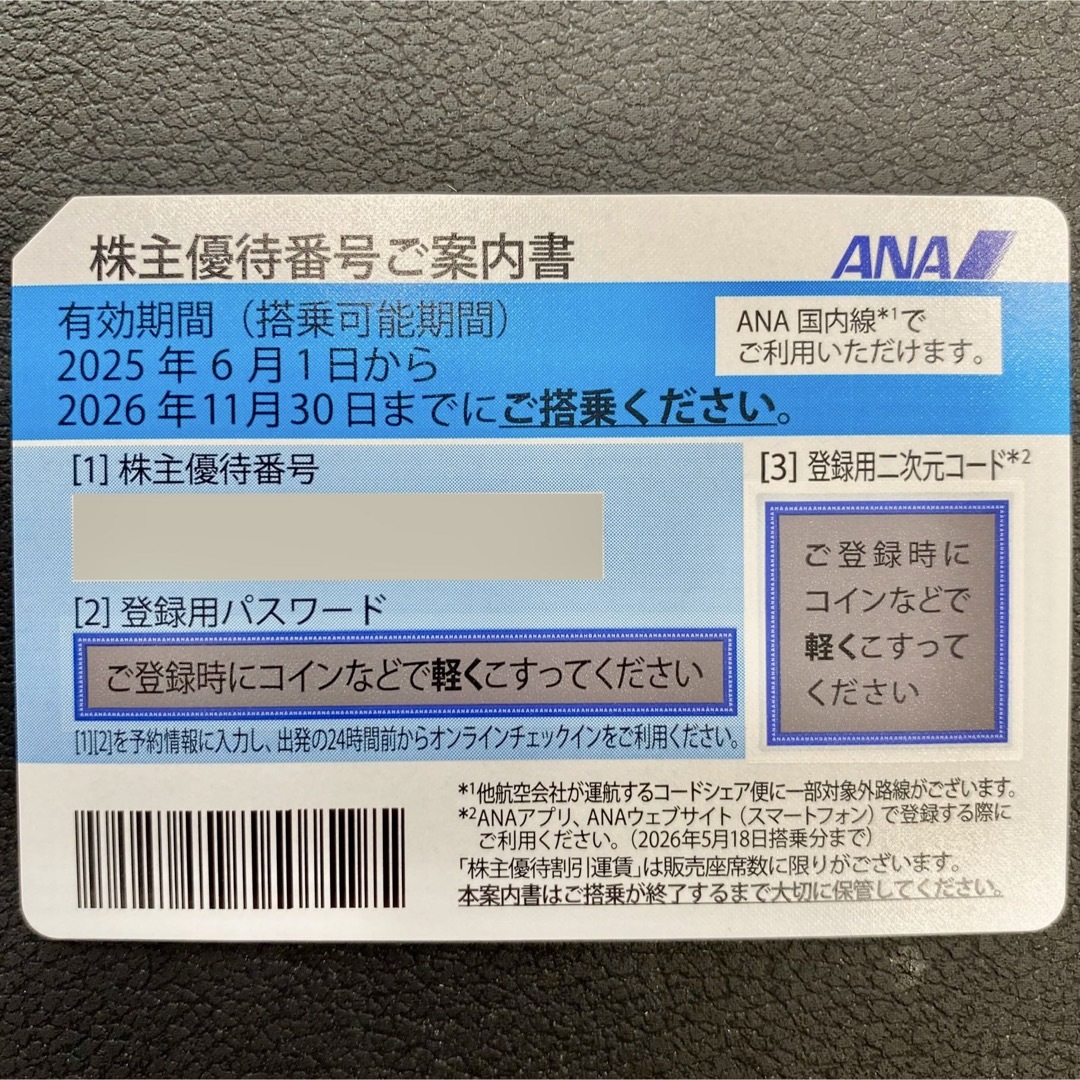 株主優待番号ご案内書
ANA
有効期間（搭乗可能期間）
2025年6月1日から
2026年11月30日までにご搭乗ください。
ANA国内線*1で
ご利用いただけます。
[1] 株主優待番号
[2] 登録用パスワード
ご登録時にコインなどで軽くこすってください
[1][2]を予約情報に入力し、出発の24時間前からオンラインチェックインをご利用ください。
[3] 登録用二次元コード*2
ご登録時に
コインなどで
軽くこすって
ください
*1他航空会社が運航するコードシェア便に一部対象外路線がございます。
*2ANAアプリ、ANAウェブサイト（スマートフォン）で登録する際に
ご利用ください。（2026年5月18日搭乗分まで）
「株主優待割引運賃」は販売座席数に限りがございます。
本案内書はご搭乗が終了するまで大切に保管してください。